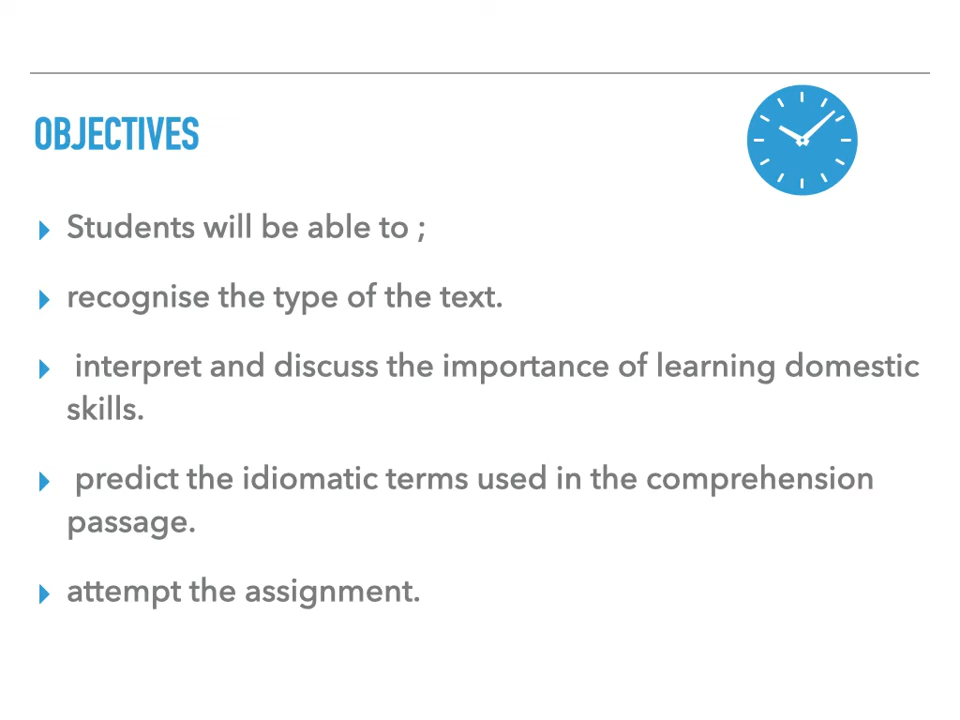 OBJECTIVES
Students will be able to ;
recognise the type of the text.
interpret and discuss the importance of learning domestic
skills.
predict the idiomatic terms used in the comprehension
passage.
attempt the assignment.